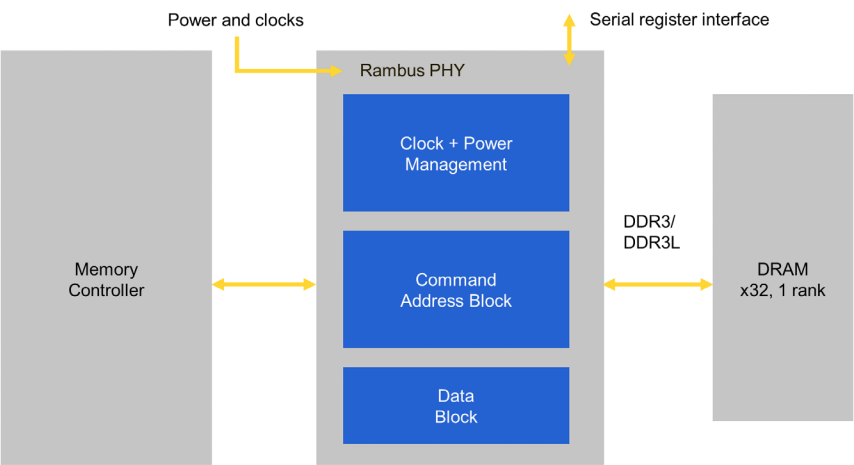 Power and clocks
Serial register interface
Rambus PHY
Clock + Power
Management
DDR3/
DDR3L
Memory
Controller
Command
Address Block
DRAM
x32, 1 rank
Data
Block